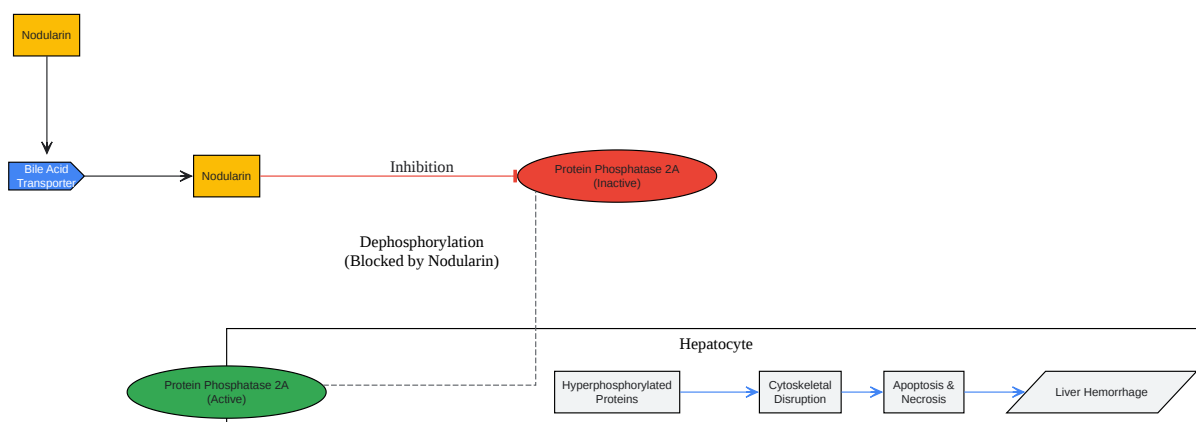 Nodularin
Bile Acid
Transporter
Nodularin
Inhibition
Protein Phosphatase 2A
(Inactive)
Dephosphorylation
(Blocked by Nodularin)
Hepatocyte
Protein Phosphatase 2A
(Active)
Hyperphosphorylated
Proteins
Cytoskeletal
Disruption
Apoptosis &
Necrosis
Liver Hemorrhage